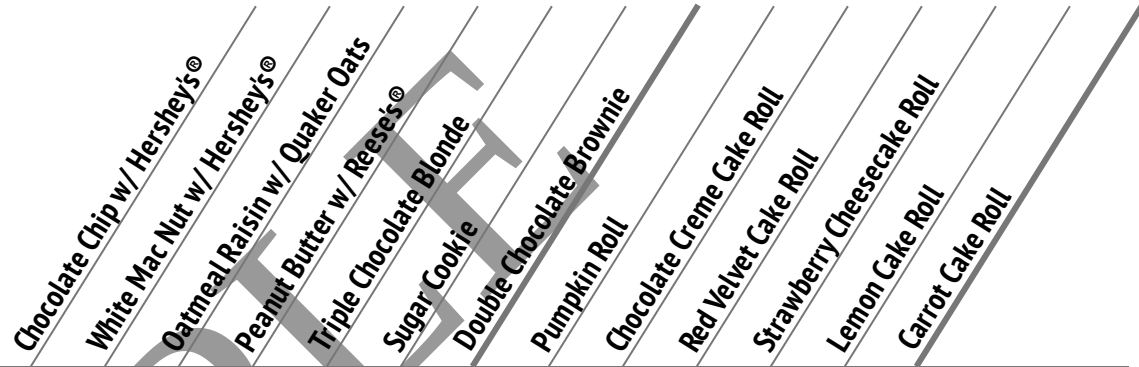 Chocolate Chip w/ Hershey's®
White Mac Nut w/ Hershey's®
Oatmeal Raisin w/ Quaker Oats
Peanut Butter w/ Reese's®
Triple Chocolate Blonde
Sugar Cookie
Double Chocolate Brownie
Pumpkin Roll
Chocolate Creme Cake Roll
Red Velvet Cake Roll
Strawberry Cheesecake Roll
Lemon Cake Roll
Carrot Cake Roll